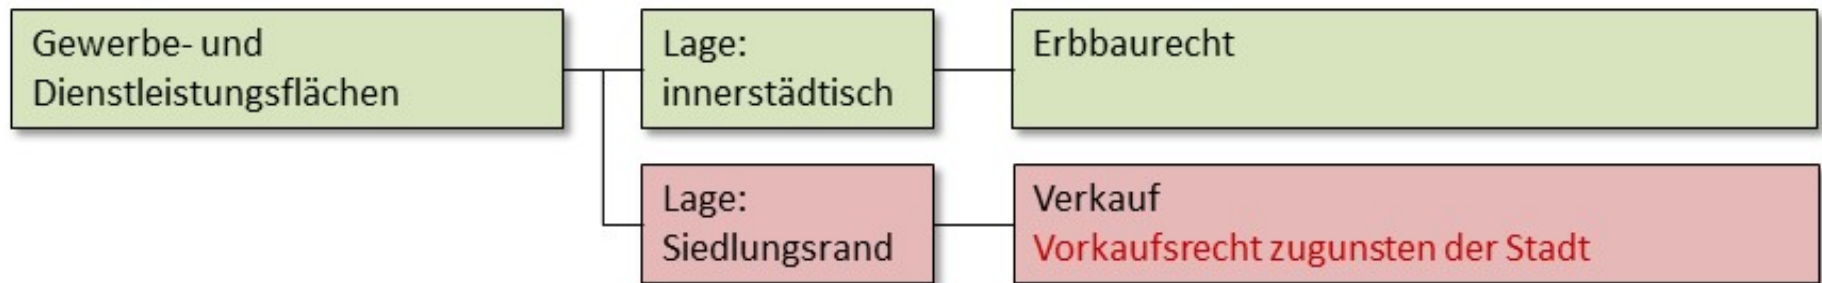 Gewerbe- und
Dienstleistungsflächen
Lage:
innerstädtisch
Erbbaurecht
Lage:
Siedlungsrand
Verkauf
Vorkaufsrecht zugunsten der Stadt